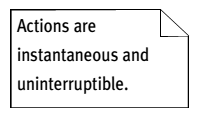 Actions are
instantaneous and
uninterruptible.